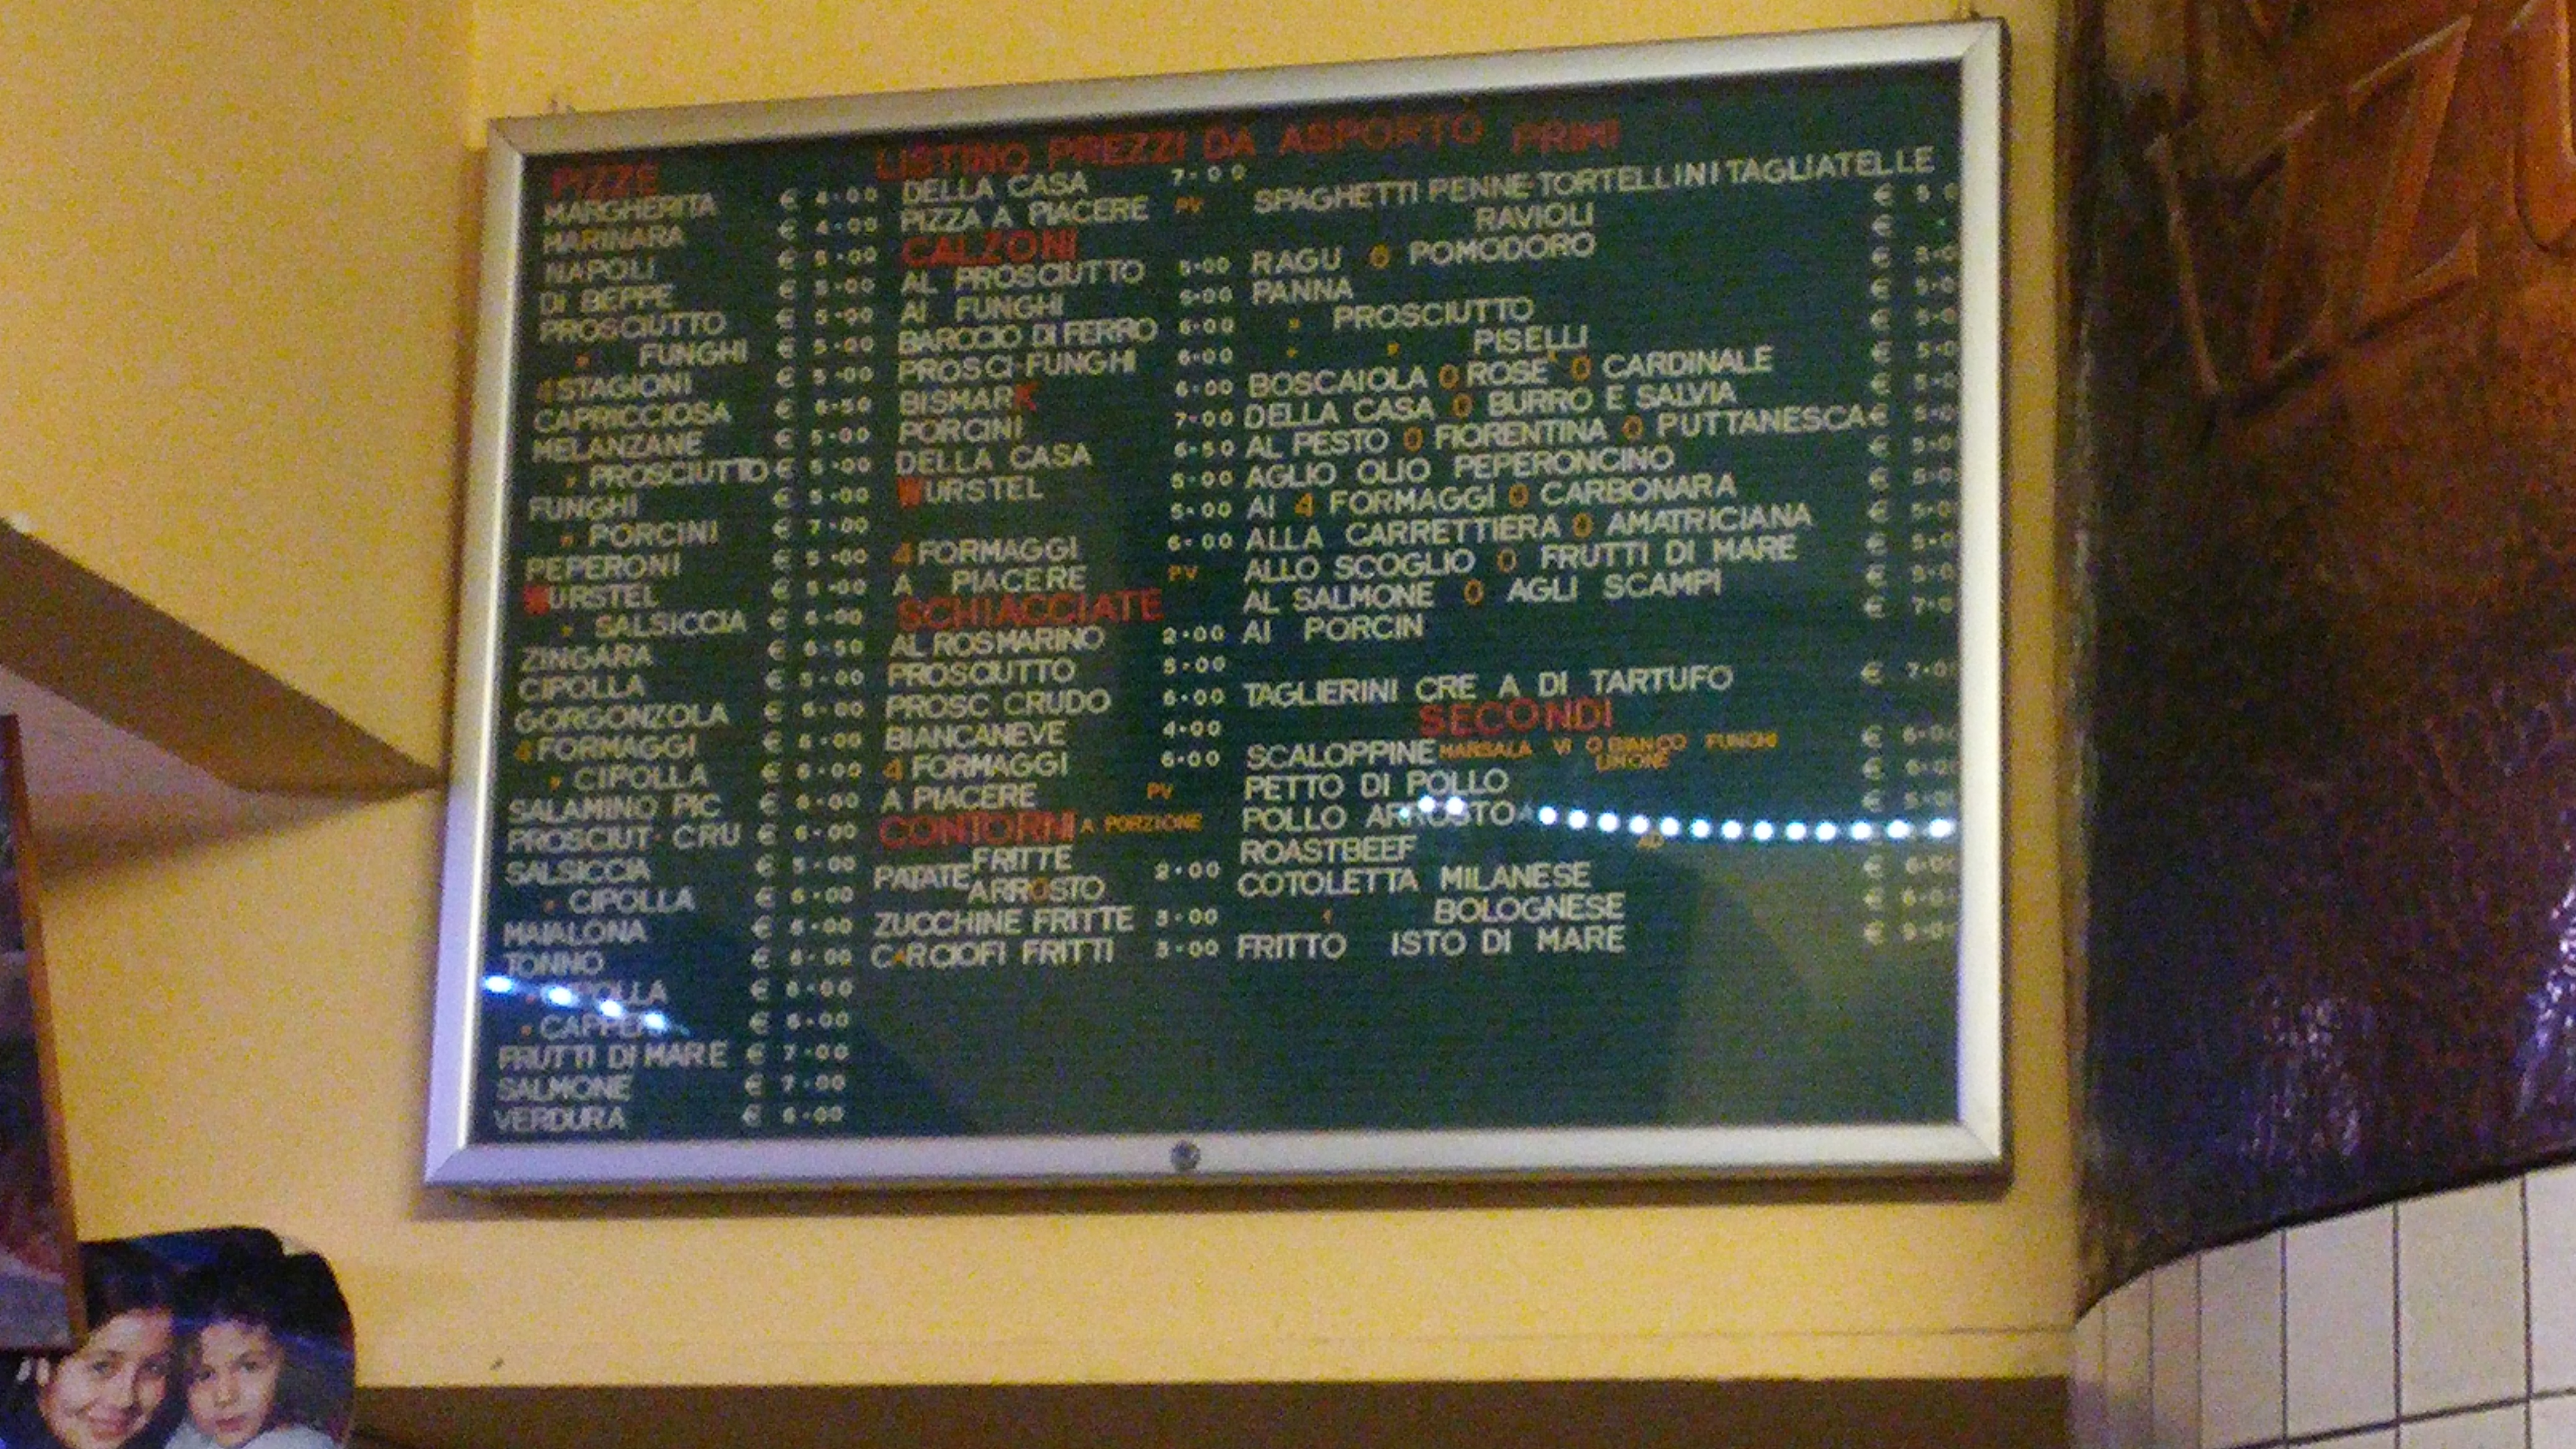 LISTINO PREZZI DA ASPORTO
PIZZE
MARGHERITA € 4.00
MARINARA € 4.00
NAPOLI € 5.00
DI BEPPE € 5.00
PROSCIUTTO € 5.00
" FUNGHI € 5.00
4 STAGIONI € 5.00
CAPRICCIOSA € 6.50
MELANZANE € 5.00
" PROSCIUTTO € 5.00
FUNGHI € 5.00
" PORCINI € 7.00
PEPERONI € 5.00
WURSTEL € 5.00
" SALSICCIA € 6.00
ZINGARA € 6.50
CIPOLLA € 5.00
GORGONZOLA € 6.00
4 FORMAGGI € 6.00
" CIPOLLA € 6.00
SALAMINO PIC € 6.00
PROSCIUT. CRU € 6.00
SALSICCIA € 5.00
" CIPOLLA € 6.00
MAIALONA € 6.00
TONNO € 6.00
" CIPOLLA € 6.00
" CAPPERI € 6.00
FRUTTI DI MARE € 7.00
SALMONE € 7.00
VERDURA € 6.00
DELLA CASA 7.00
PIZZA A PIACERE PV
CALZONI
AL PROSCIUTTO 5.00
AI FUNGHI 5.00
BAROCIO DI FERRO 6.00
PROSCI-FUNGHI 6.00
BISMARK 6.00
PORCINI 7.00
DELLA CASA 6.50
WURSTEL 5.00
5.00
4 FORMAGGI 6.00
A PIACERE PV
SCHIACCIATE
AL ROSMARINO 2.00
PROSCIUTTO 5.00
PROSC CRUDO 6.00
BIANCANEVE 4.00
4 FORMAGGI 6.00
A PIACERE PV
CONTORNI A PORZIONE
PATATE FRITTE
ARROSTO 2.00
ZUCCHINE FRITTE 3.00
CARCIOFI FRITTI 3.00
PRIMI
SPAGHETTI PENNE-TORTELLINI TAGLIATELLE
RAVIOLI
RAGU O POMODORO
PANNA
" PROSCIUTTO
" " PISELLI
BOSCAIOLA O ROSE' O CARDINALE
DELLA CASA O BURRO E SALVIA
AL PESTO O FIORENTINA O PUTTANESCA
AGLIO OLIO PEPERONCINO
AI 4 FORMAGGI O CARBONARA
ALLA CARRETTIERA O AMATRICIANA
ALLO SCOGLIO O FRUTTI DI MARE
AL SALMONE O AGLI SCAMPI
AI PORCIN
TAGLIERINI CRE A DI TARTUFO € 7.0
SECONDI
SCALOPPINE MARSALA VI O BIANCO FUNGHI
LIMONE
PETTO DI POLLO
POLLO ARROSTO
ROASTBEEF
COTOLETTA MILANESE
BOLOGNESE
FRITTO ISTO DI MARE